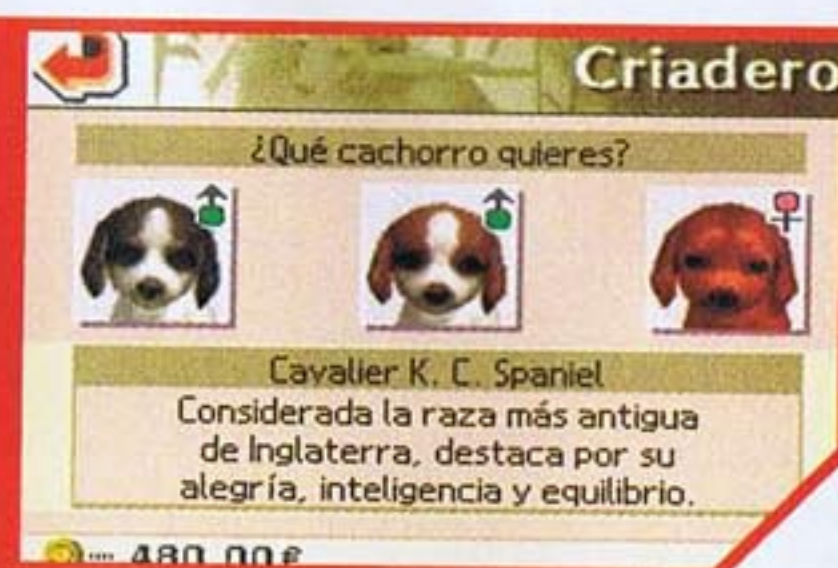 Criadero
¿Qué cachorro quieres?
Cavalier K. C. Spaniel
Considerada la raza más antigua
de Inglaterra, destaca por su
alegría, inteligencia y equilibrio.
480.00€